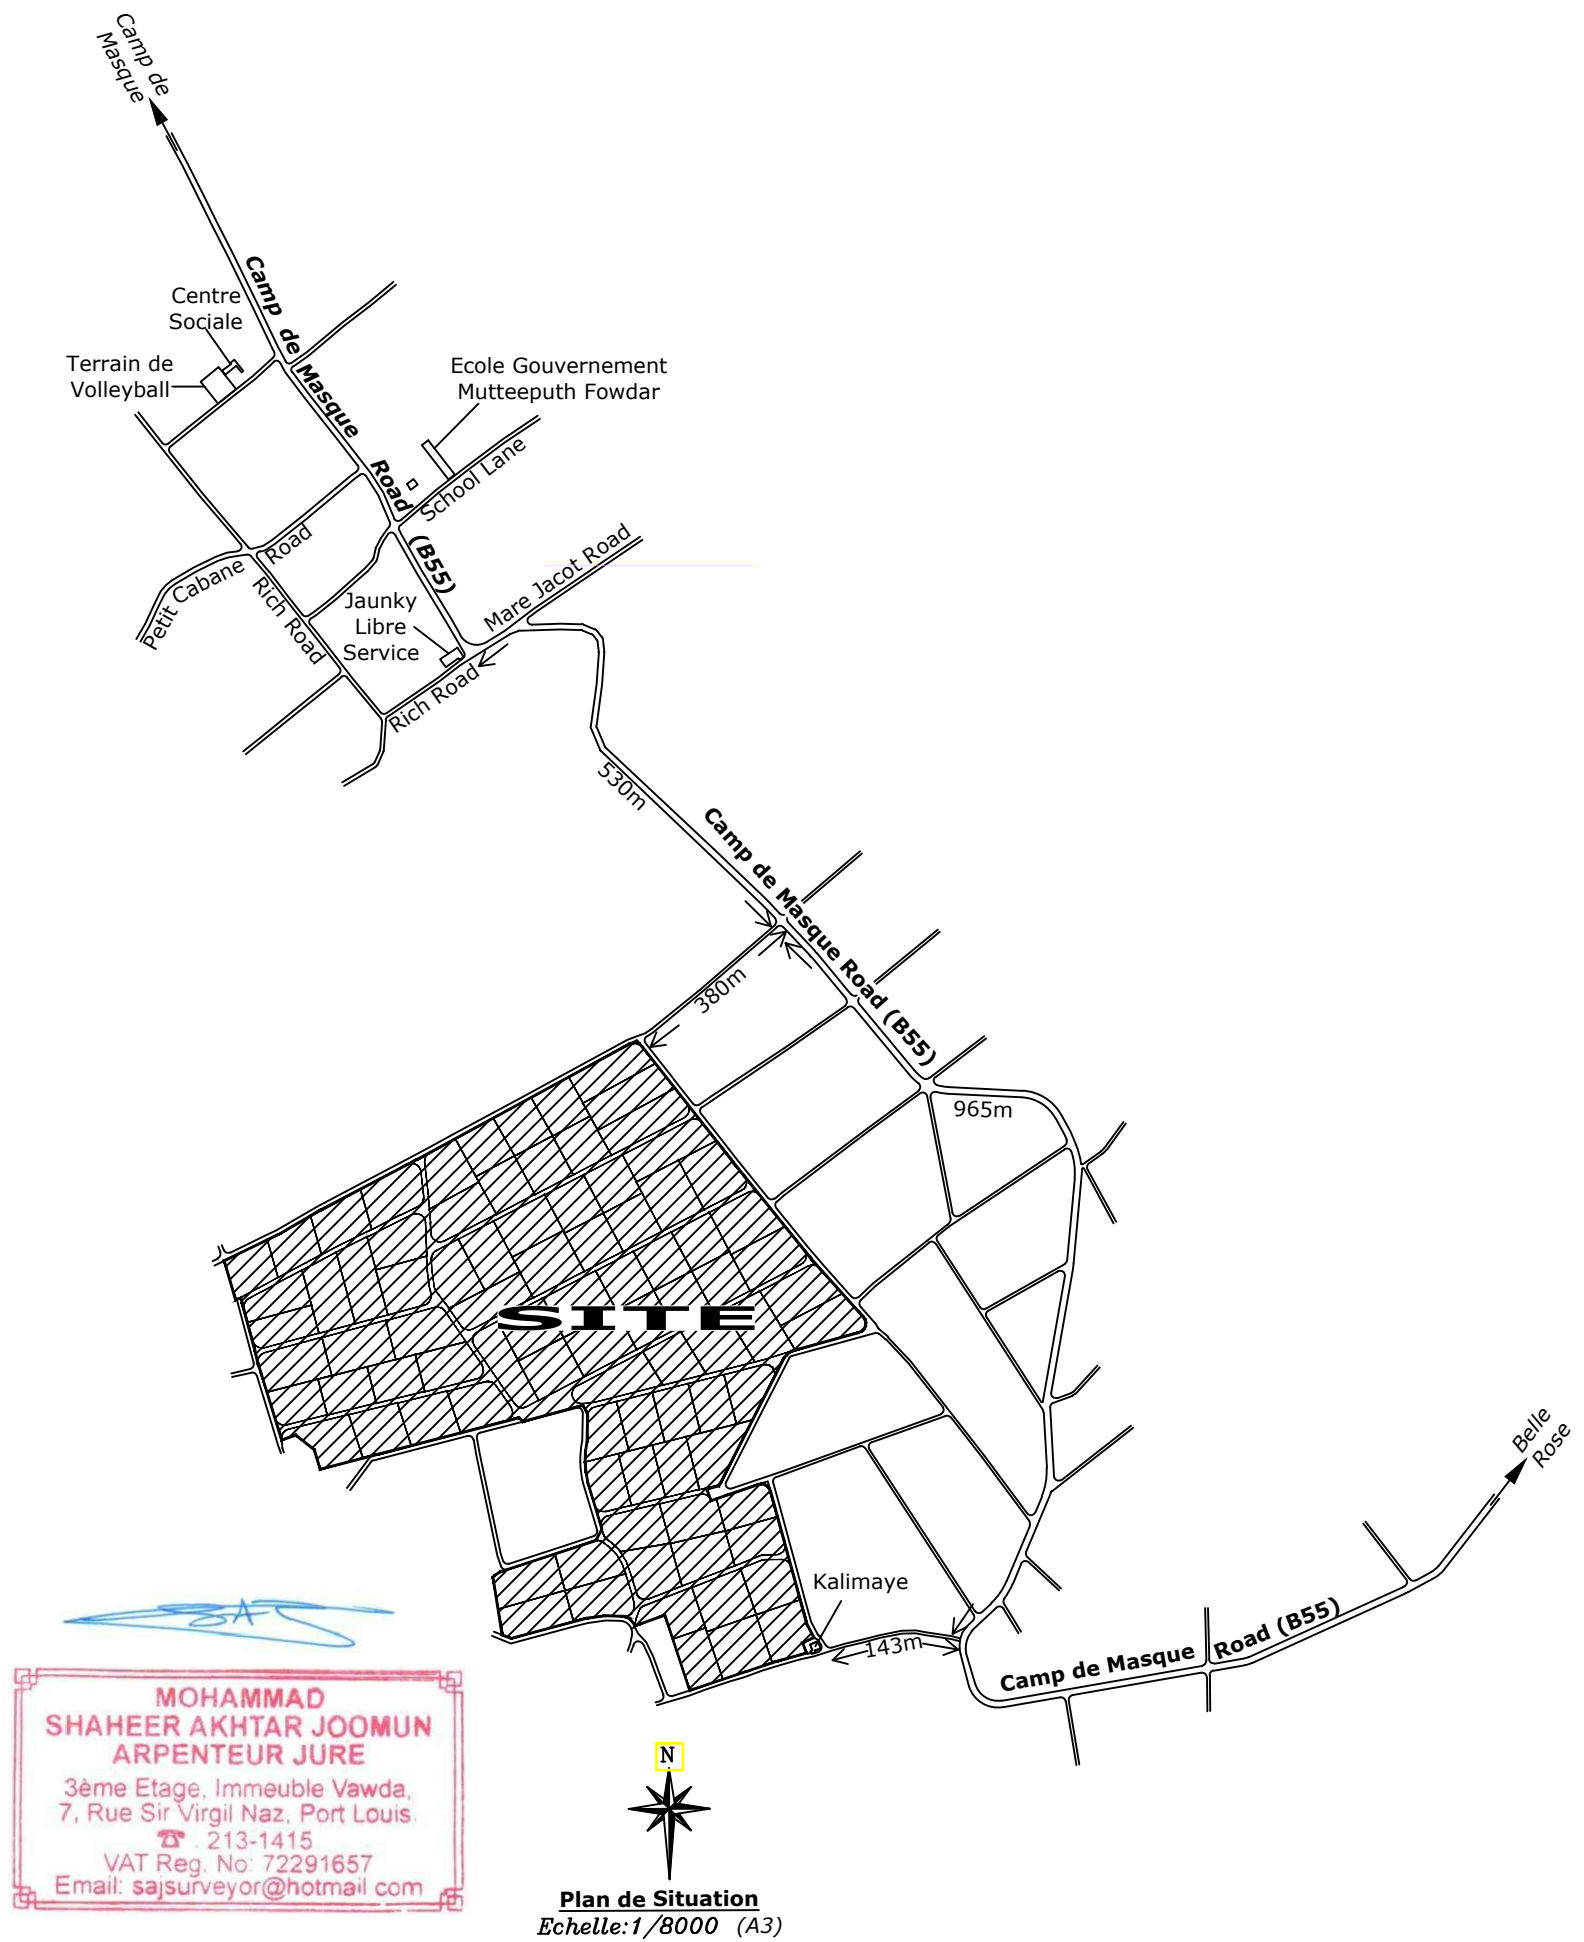 Camp de
Masque
Camp de Masque Road (B55)
Centre
Sociale
Terrain de
Volleyball
Ecole Gouvernement
Mutteeputh Fowdar
School Lane
Petit Cabane Road
Rich Road
Jaunky
Libre
Service
Mare Jacot Road
Rich Road
530m
Camp de Masque Road (B55)
380m
965m
SITE
Belle
Rose
Kalimaye
143m
Camp de Masque Road (B55)
MOHAMMAD
SHAHEER AKHTAR JOOMUN
ARPENTEUR JURE
3ème Etage, Immeuble Vawda,
7, Rue Sir Virgil Naz, Port Louis.
☎ . 213-1415
VAT Reg. No: 72291657
Email: sajsurveyor@hotmail com
N
Plan de Situation
Echelle:1/8000 (A3)